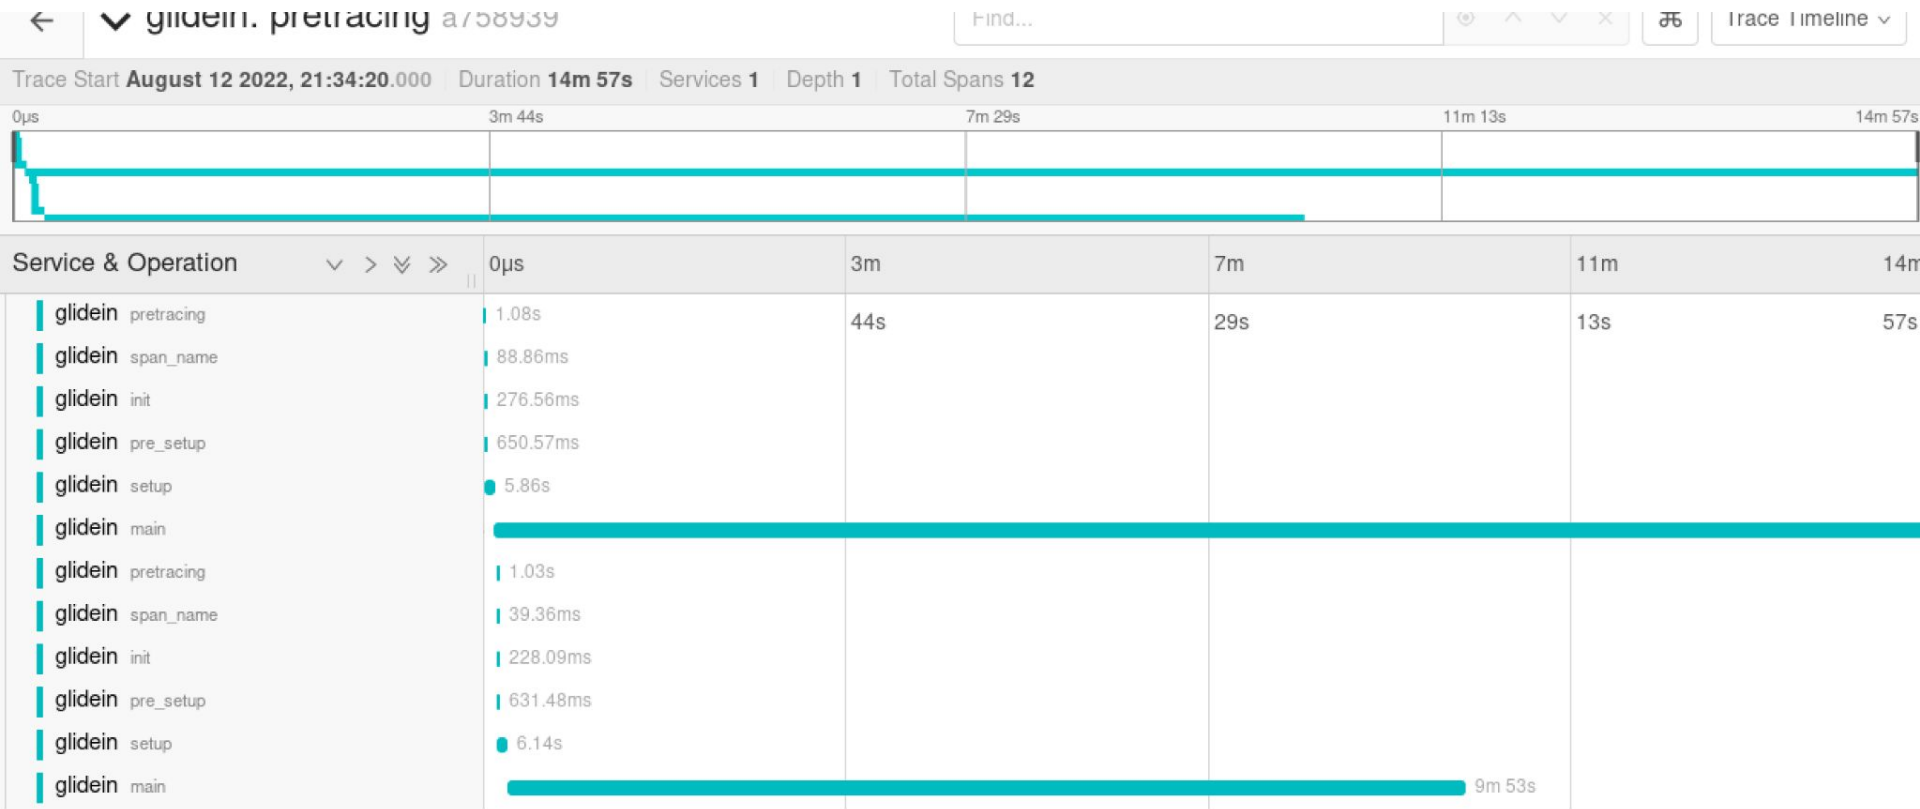 glidein: pretracing a758939 Find... ⌘ Trace Timeline
Trace Start August 12 2022, 21:34:20.000 Duration 14m 57s Services 1 Depth 1 Total Spans 12
0μs 3m 44s 7m 29s 11m 13s 14m 57s
Service & Operation 0μs 3m 7m 11m 14m
44s 29s 13s 57s
glidein pretracing 1.08s
glidein span_name 88.86ms
glidein init 276.56ms
glidein pre_setup 650.57ms
glidein setup 5.86s
glidein main
glidein pretracing 1.03s
glidein span_name 39.36ms
glidein init 228.09ms
glidein pre_setup 631.48ms
glidein setup 6.14s
glidein main 9m 53s